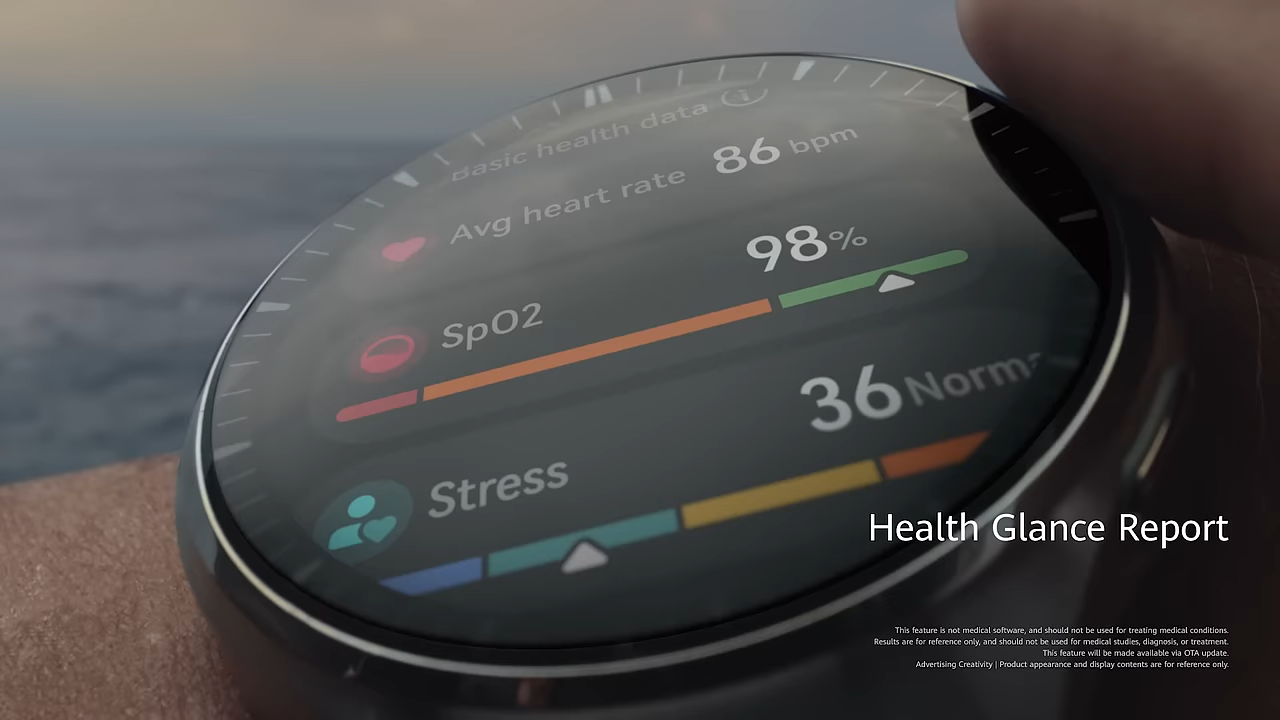 Basic health data
Avg heart rate 86 bpm
SpO2 98%
Stress 36
Health Glance Report
This feature is not medical software, and should not be used for treating medical conditions.
Results are for reference only, and should not be used for medical studies, diagnosis, or treatment.
This feature will be made available via OTA update.
Advertising Creativity | Product appearance and display contents are for reference only.